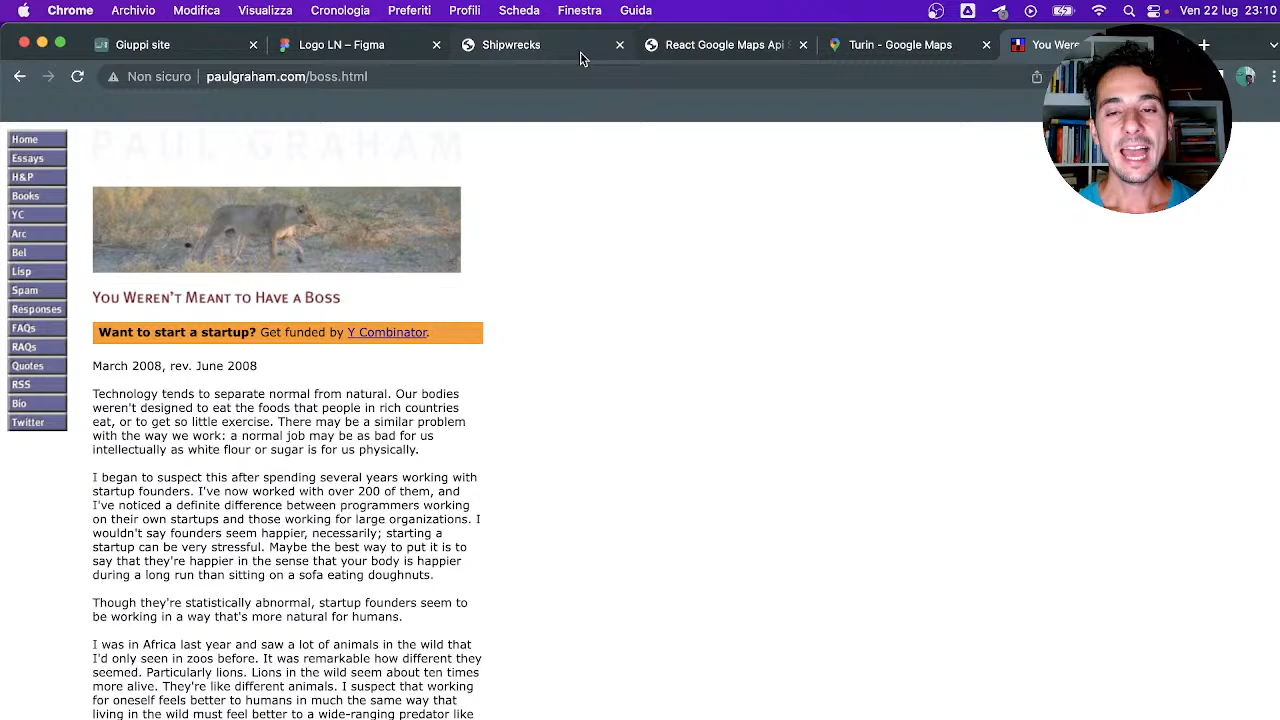 Chrome Archivio Modifica Visualizza Cronologia Preferiti Profili Scheda Finestra Guida Ven 22 lug 23:10
Giuppi site Logo LN – Figma Shipwrecks React Google Maps Api S Turin - Google Maps You Were
Non sicuro paulgraham.com/boss.html
PAUL GRAHAM
Home
Essays
H&P
Books
YC
Arc
Bel
Lisp
Spam
Responses
FAQs
RAQs
Quotes
RSS
Bio
Twitter
You Weren't Meant to Have a Boss
Want to start a startup? Get funded by Y Combinator.
March 2008, rev. June 2008
Technology tends to separate normal from natural. Our bodies
weren't designed to eat the foods that people in rich countries
eat, or to get so little exercise. There may be a similar problem
with the way we work: a normal job may be as bad for us
intellectually as white flour or sugar is for us physically.
I began to suspect this after spending several years working with
startup founders. I've now worked with over 200 of them, and
I've noticed a definite difference between programmers working
on their own startups and those working for large organizations. I
wouldn't say founders seem happier, necessarily; starting a
startup can be very stressful. Maybe the best way to put it is to
say that they're happier in the sense that your body is happier
during a long run than sitting on a sofa eating doughnuts.
Though they're statistically abnormal, startup founders seem to
be working in a way that's more natural for humans.
I was in Africa last year and saw a lot of animals in the wild that
I'd only seen in zoos before. It was remarkable how different they
seemed. Particularly lions. Lions in the wild seem about ten times
more alive. They're like different animals. I suspect that working
for oneself feels better to humans in much the same way that
living in the wild must feel better to a wide-ranging predator like